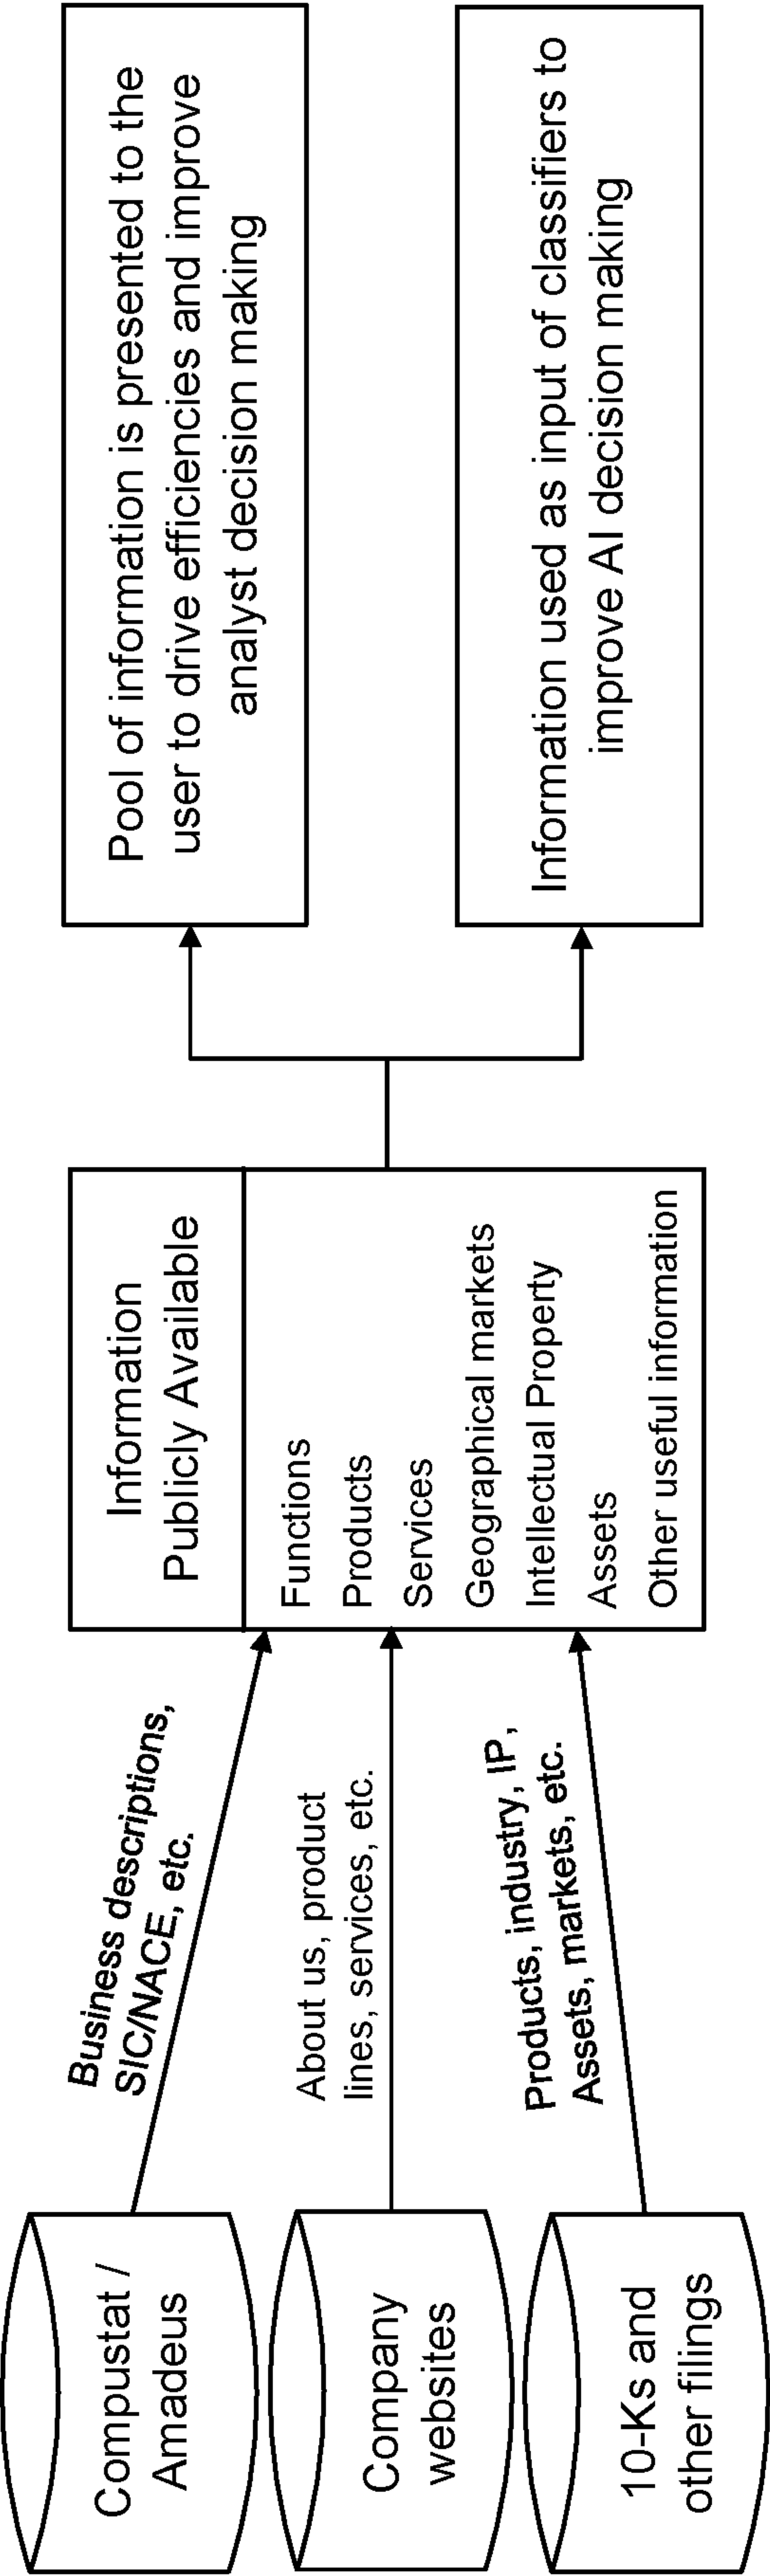 Compustat /
Amadeus
Company
websites
10-Ks and
other filings
Business descriptions,
SIC/NACE, etc.
About us, product
lines, services, etc.
Products, industry, IP,
Assets, markets, etc.
Information
Publicly Available
Functions
Products
Services
Geographical markets
Intellectual Property
Assets
Other useful information
Pool of information is presented to the
user to drive efficiencies and improve
analyst decision making
Information used as input of classifiers to
improve AI decision making